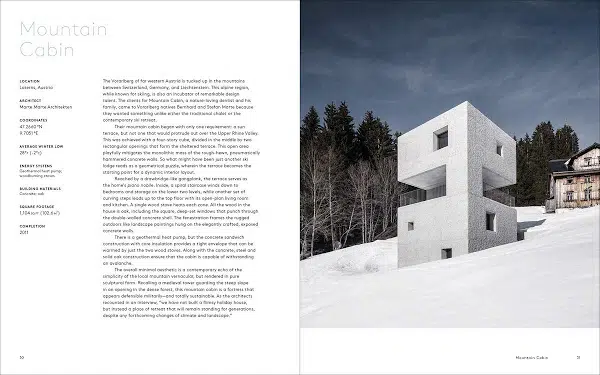 Mountain
Cabin
LOCATION
Laterns, Austria
ARCHITECT
Marte.Marte Architekten
COORDINATES
47.2660°N
9.7051°E
AVERAGE WINTER LOW
28°F (-2°C)
ENERGY SYSTEMS
Geothermal heat pump,
woodburning stoves
BUILDING MATERIALS
Concrete, oak
SQUARE FOOTAGE
1,104 sq ft (102.6 m²)
COMPLETION
2011
The Vorarlberg of far western Austria is tucked up in the mountains
between Switzerland, Germany, and Liechtenstein. This alpine region,
while known for skiing, is also an incubator of remarkable design
talent. The clients for Mountain Cabin, a nature-loving dentist and his
family, came to Vorarlberg natives Bernhard and Stefan Marte because
they wanted something unlike either the traditional chalet or the
contemporary ski retreat.
Their mountain cabin began with only one requirement: a sun
terrace, but not one that would protrude out over the Upper Rhine Valley.
This was achieved with a four-story cube, divided in the middle by two
rectangular openings that form the sheltered terrace. This open area
playfully mitigates the monolithic mass of the rough-hewn, pneumatically
hammered concrete walls. So what might have been just another ski
lodge reads as a geometrical puzzle, wherein the terrace becomes the
starting point for a dynamic interior layout.
Reached by a drawbridge-like gangplank, the terrace serves as
the home's piano nobile. Inside, a spiral staircase winds down to
bedrooms and storage on the lower two levels, while another set of
curving steps leads up to the top floor with its open-plan living room
and kitchen. A single wood stove heats each zone. All the wood in the
house is oak, including the square, deep-set windows that punch through
the double-walled concrete shell. The fenestration frames the rugged
outdoors like landscape paintings hung on the elegantly crafted, exposed
concrete walls.
There is a geothermal heat pump, but the concrete sandwich
construction with core insulation provides a tight envelope that can be
warmed by just the two wood stoves. Along with the concrete, steel and
solid oak construction ensure that the cabin is capable of withstanding
an avalanche.
The overall minimal aesthetic is a contemporary echo of the
simplicity of the local mountain vernacular, but rendered in pure
sculptural form. Recalling a medieval tower guarding the steep slope
in an opening in the dense forest, this mountain cabin is a fortress that
appears defensible militarily—and totally sustainable. As the architects
recounted in an interview, "we have not built a flimsy holiday house,
but instead a place of retreat that will remain standing for generations,
despite any forthcoming changes of climate and landscape."
Mountain Cabin